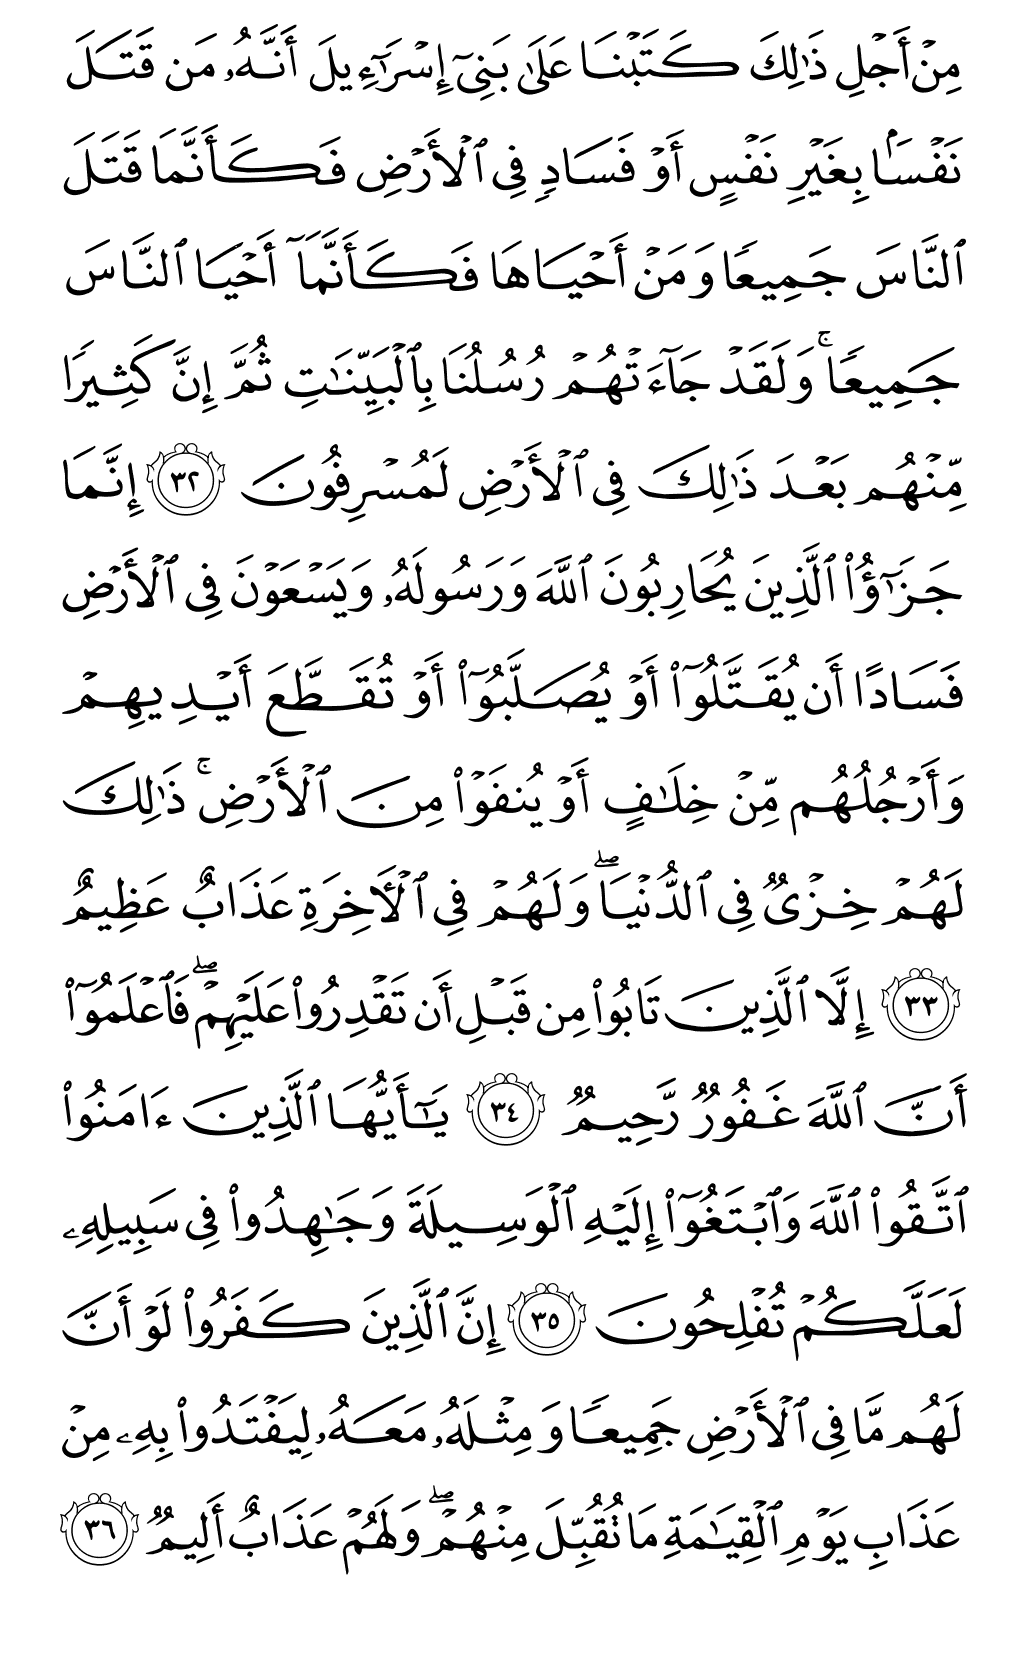 مِنْ أَجْلِ ذَٰلِكَ كَتَبْنَا عَلَىٰ بَنِىٓ إِسْرَٰٓءِيلَ أَنَّهُۥ مَن قَتَلَ
نَفْسًۢا بِغَيْرِ نَفْسٍ أَوْ فَسَادٍ فِى ٱلْأَرْضِ فَكَأَنَّمَا قَتَلَ
ٱلنَّاسَ جَمِيعًا وَمَنْ أَحْيَاهَا فَكَأَنَّمَآ أَحْيَا ٱلنَّاسَ
جَمِيعًا ۚ وَلَقَدْ جَآءَتْهُمْ رُسُلُنَا بِٱلْبَيِّنَٰتِ ثُمَّ إِنَّ كَثِيرًا
مِّنْهُم بَعْدَ ذَٰلِكَ فِى ٱلْأَرْضِ لَمُسْرِفُونَ ٣٢ إِنَّمَا
جَزَٰٓؤُا۟ ٱلَّذِينَ يُحَارِبُونَ ٱللَّهَ وَرَسُولَهُۥ وَيَسْعَوْنَ فِى ٱلْأَرْضِ
فَسَادًا أَن يُقَتَّلُوٓا۟ أَوْ يُصَلَّبُوٓا۟ أَوْ تُقَطَّعَ أَيْدِيهِمْ
وَأَرْجُلُهُم مِّنْ خِلَٰفٍ أَوْ يُنفَوْا۟ مِنَ ٱلْأَرْضِ ۚ ذَٰلِكَ
لَهُمْ خِزْىٌ فِى ٱلدُّنْيَا ۖ وَلَهُمْ فِى ٱلْـَٔاخِرَةِ عَذَابٌ عَظِيمٌ
٣٣ إِلَّا ٱلَّذِينَ تَابُوا۟ مِن قَبْلِ أَن تَقْدِرُوا۟ عَلَيْهِمْ ۖ فَٱعْلَمُوٓا۟
أَنَّ ٱللَّهَ غَفُورٌ رَّحِيمٌ ٣٤ يَٰٓأَيُّهَا ٱلَّذِينَ ءَامَنُوا۟
ٱتَّقُوا۟ ٱللَّهَ وَٱبْتَغُوٓا۟ إِلَيْهِ ٱلْوَسِيلَةَ وَجَٰهِدُوا۟ فِى سَبِيلِهِۦ
لَعَلَّكُمْ تُفْلِحُونَ ٣٥ إِنَّ ٱلَّذِينَ كَفَرُوا۟ لَوْ أَنَّ
لَهُم مَّا فِى ٱلْأَرْضِ جَمِيعًا وَمِثْلَهُۥ مَعَهُۥ لِيَفْتَدُوا۟ بِهِۦ مِنْ
عَذَابِ يَوْمِ ٱلْقِيَٰمَةِ مَا تُقُبِّلَ مِنْهُمْ ۖ وَلَهُمْ عَذَابٌ أَلِيمٌ ٣٦